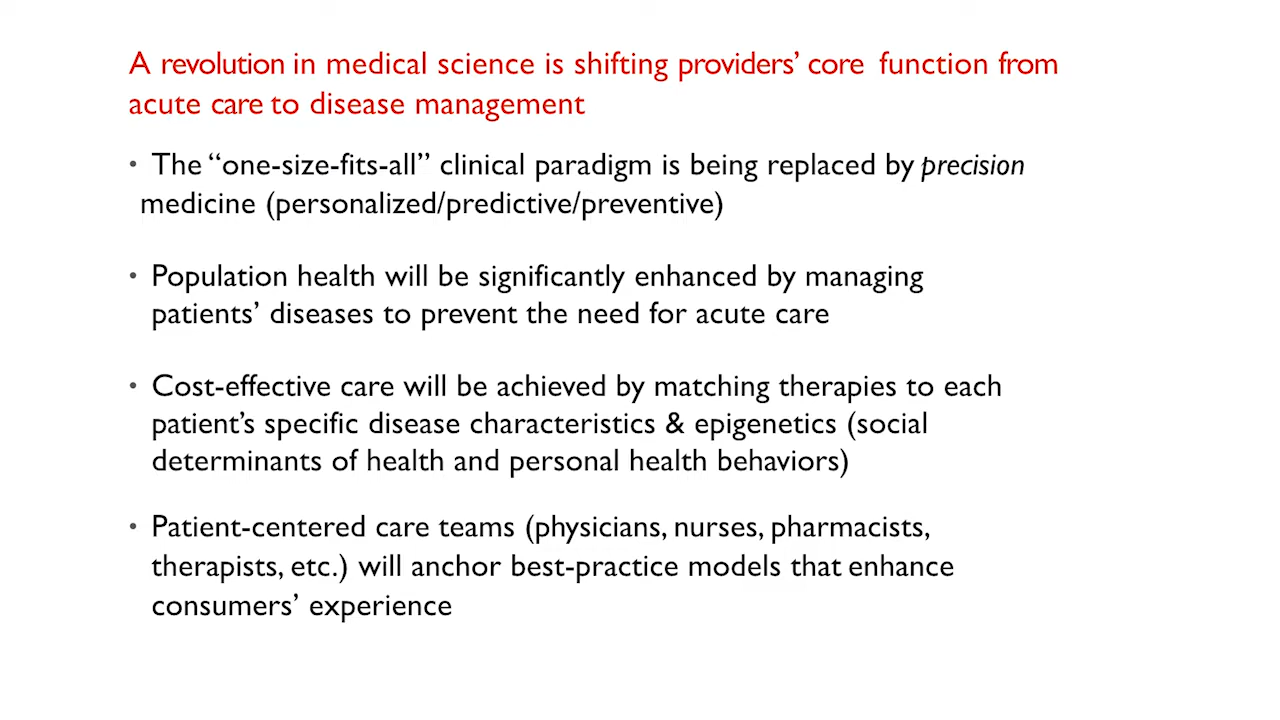 A revolution in medical science is shifting providers’ core function from
acute care to disease management
• The “one-size-fits-all” clinical paradigm is being replaced by precision
medicine (personalized/predictive/preventive)
• Population health will be significantly enhanced by managing
patients’ diseases to prevent the need for acute care
• Cost-effective care will be achieved by matching therapies to each
patient’s specific disease characteristics & epigenetics (social
determinants of health and personal health behaviors)
• Patient-centered care teams (physicians, nurses, pharmacists,
therapists, etc.) will anchor best-practice models that enhance
consumers’ experience